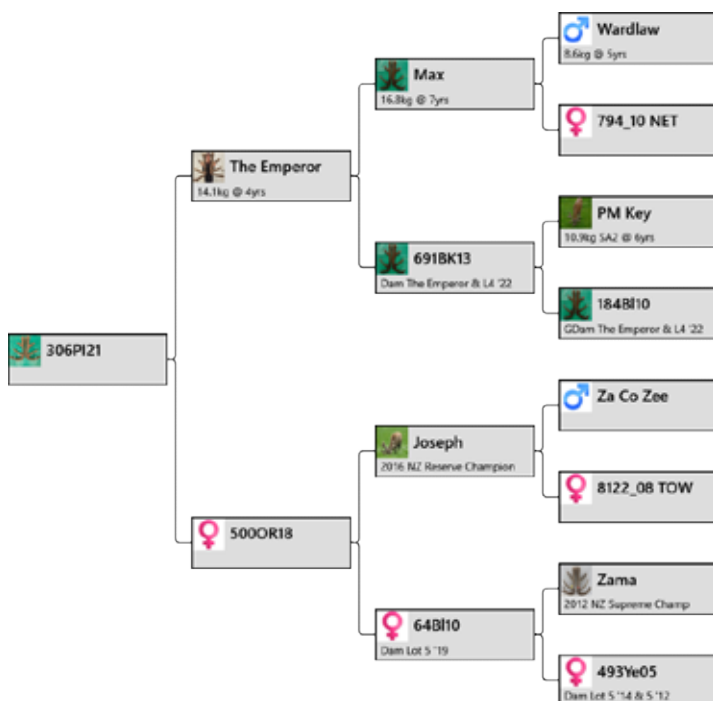 Wardlaw
8.6kg @ 5yrs
Max
16.8kg @ 7yrs
794_10 NET
The Emperor
14.1kg @ 4yrs
PM Key
10.9kg SA2 @ 6yrs
691BK13
Dam The Emperor & L4 '22
184Bl10
GDam The Emperor & L4 '22
306PI21
Za Co Zee
Joseph
2016 NZ Reserve Champion
8122_08 TOW
500OR18
Zama
2012 NZ Supreme Champ
64Bl10
Dam Lot 5 '19
493Ye05
Dam Lot 5 '14 & 5 '12